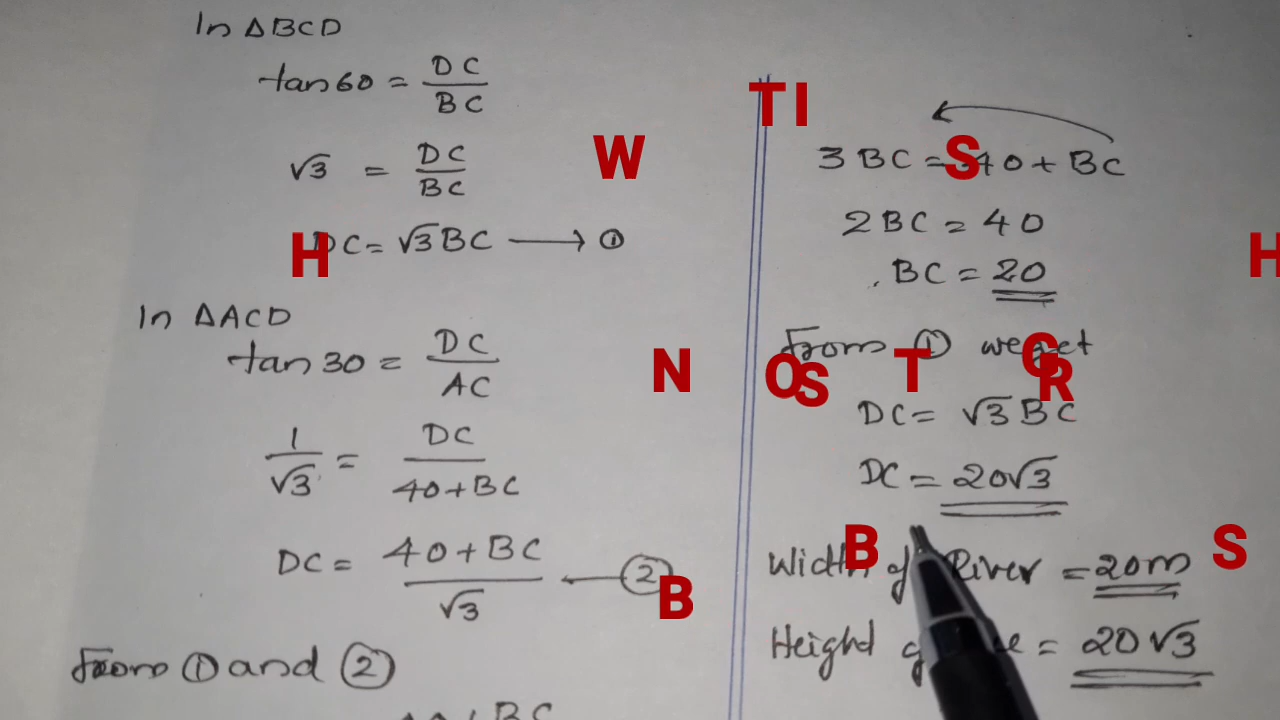 In ΔBCD
tan 60 = DC/BC
√3 = DC/BC
DC = √3 BC → ①
In ΔACD
tan 30 = DC/AC
1/√3 = DC/40+BC
DC = 40+BC/√3 ← ②
From ① and ②
3BC = 40 + BC
2BC = 40
BC = 20
From ① we get
DC = √3 BC
DC = 20√3
Width of River = 20m
Height = 20√3
T I
W S
H H
N O T G
S R
B S
B